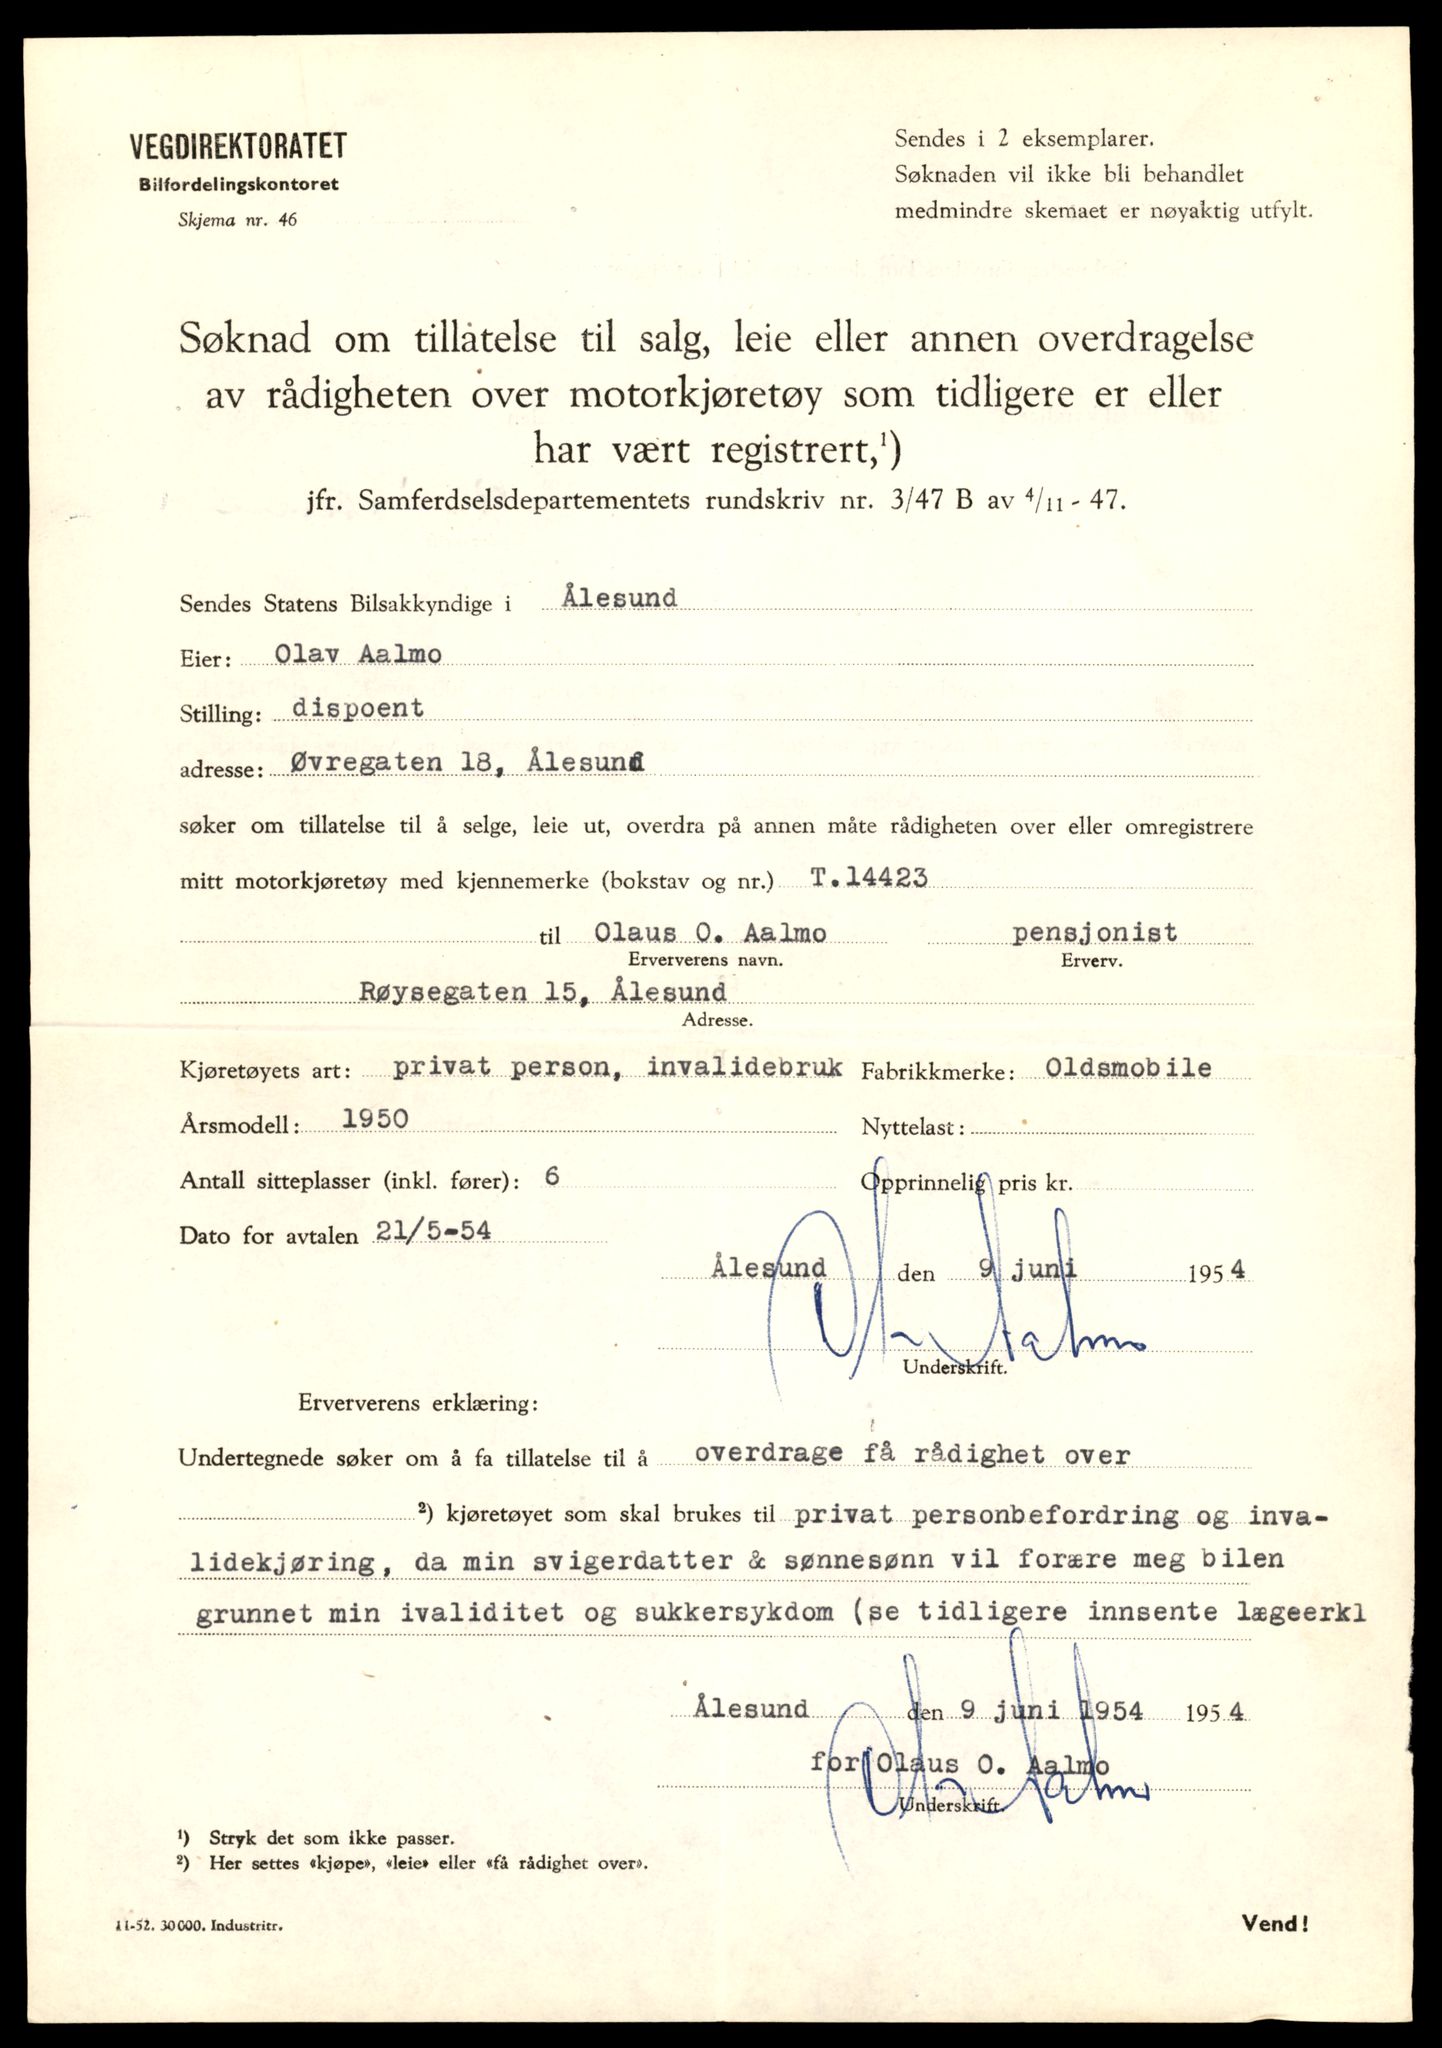 VEGDIREKTORATET
Bilfordelingskontoret
Skjema nr. 46
Sendes i 2 eksemplarer.
Søknaden vil ikke bli behandlet
medmindre skemaet er nøyaktig utfylt.
Søknad om tillatelse til salg, leie eller annen overdragelse
av rådigheten over motorkjøretøy som tidligere er eller
har vært registrert,¹)
jfr. Samferdselsdepartementets rundskriv nr. 3/47 B av 4/11 - 47.
Sendes Statens Bilsakkyndige i Ålesund
Eier: Olav Aalmo
Stilling: dispoent
adresse: Øvregaten 18, Ålesund
søker om tillatelse til å selge, leie ut, overdra på annen måte rådigheten over eller omregistrere
mitt motorkjøretøy med kjennemerke (bokstav og nr.) T.14423
til Olaus O. Aalmo pensjonist
Erververens navn. Erverv.
Røysegaten 15, Ålesund
Adresse.
Kjøretøyets art: privat person, invalidebruk Fabrikkmerke: Oldsmobile
Årsmodell: 1950 Nyttelast:
Antall sitteplasser (inkl. fører): 6 Opprinnelig pris kr.
Dato for avtalen 21/5-54
Ålesund den 9 juni 1954
Olav Aalmo
Underskrift.
Erververens erklæring:
Undertegnede søker om å fa tillatelse til å overdrage få rådighet over
²) kjøretøyet som skal brukes til privat personbefordring og inva-
lidekjøring, da min svigerdatter & sønnesønn vil forære meg bilen
grunnet min ivaliditet og sukkersykdom (se tidligere innsente lægeerkl
Ålesund den 9 juni 1954 1954
for Olaus O. Aalmo
Olav Aalmo
Underskrift.
¹) Stryk det som ikke passer.
²) Her settes «kjøpe», «leie» eller «få rådighet over».
11-52. 30000. Industritr.
Vend!